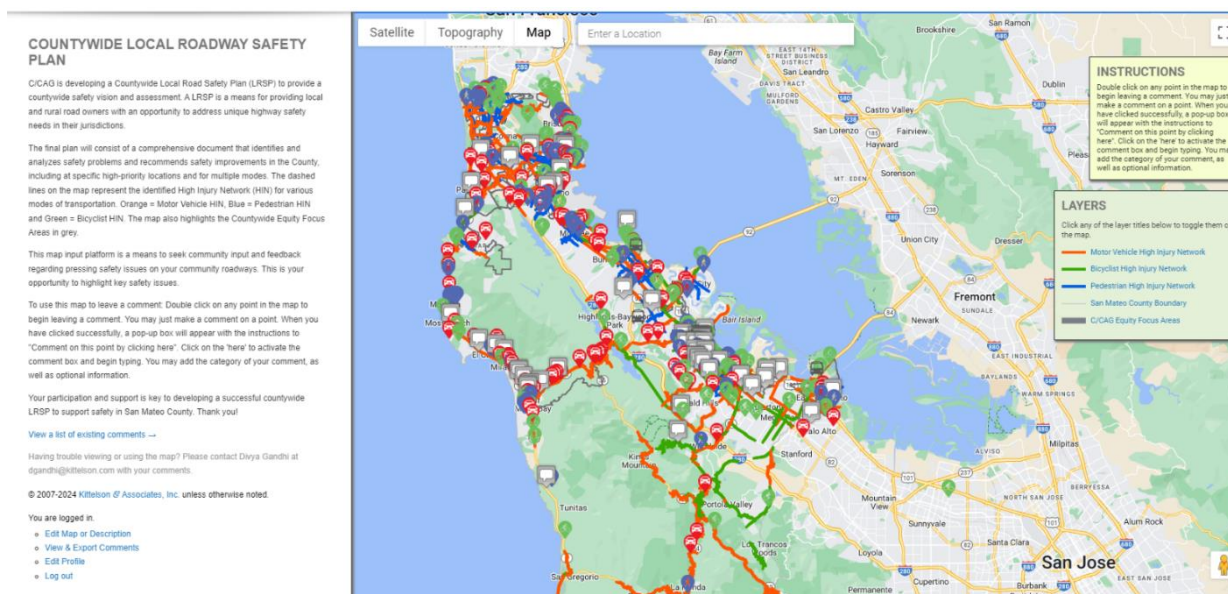 COUNTYWIDE LOCAL ROADWAY SAFETY
PLAN
C/CAG is developing a Countywide Local Road Safety Plan (LRSP) to provide a
countywide safety vision and assessment. A LRSP is a means for providing local
and rural road owners with an opportunity to address unique highway safety
needs in their jurisdictions.
The final plan will consist of a comprehensive document that identifies and
analyzes safety problems and recommends safety improvements in the County,
including at specific high-priority locations and for multiple modes. The dashed
lines on the map represent the identified High Injury Network (HIN) for various
modes of transportation. Orange = Motor Vehicle HIN, Blue = Pedestrian HIN
and Green = Bicyclist HIN. The map also highlights the Countywide Equity Focus
Areas in grey.
This map input platform is a means to seek community input and feedback
regarding pressing safety issues on your community roadways. This is your
opportunity to highlight key safety issues.
To use this map to leave a comment: Double click on any point in the map to
begin leaving a comment. You may just make a comment on a point. When you
have clicked successfully, a pop-up box will appear with the instructions to
"Comment on this point by clicking here". Click on the 'here' to activate the
comment box and begin typing. You may add the category of your comment, as
well as optional information.
Your participation and support is key to developing a successful countywide
LRSP to support safety in San Mateo County. Thank you!
View a list of existing comments →
Having trouble viewing or using the map? Please contact Divya Gandhi at
dgandhi@kittelson.com with your comments.
© 2007-2024 Kittelson & Associates, Inc. unless otherwise noted.
You are logged in.
Edit Map or Description
View & Export Comments
Edit Profile
Log out
Satellite Topography Map
Enter a Location
INSTRUCTIONS
Double click on any point in the map to
begin leaving a comment. You may just
make a comment on a point. When you
have clicked successfully, a pop-up box
will appear with the instructions to
"Comment on this point by clicking
here". Click on the 'here' to activate the
comment box and begin typing. You may
add the category of your comment, as
well as optional information.
LAYERS
Click any of the layer titles below to toggle them on
the map.
Motor Vehicle High Injury Network
Bicyclist High Injury Network
Pedestrian High Injury Network
San Mateo County Boundary
C/CAG Equity Focus Areas
San Ramon
Brookshire
Bay Farm
Island
EAST 14TH
STREET BUSINESS
DISTRICT
San Leandro
DAVIS TRACT
MULFORD
GARDENS
Dublin
Castro Valley
San Lorenzo
Fairview
Hayward
MT. EDEN
Sorenson
Union City
Dresser
Fremont
SUNDALE
Newark
Bair Island
EAST INDUSTRIAL
BAYLANDS
WARM SPRINGS
ALVISO
Milpitas
BERRYESSA
NORTH SAN JOSE
Alum Rock
Palo Alto
Stanford
Mountain
View
Sunnyvale
Santa Clara
San Jose
EAST SAN JOSE
Loyola
Cupertino
Burbank
Permanente
Portola Valley
Los Trancos
Woods
Tunitas
San Gregorio
La Honda